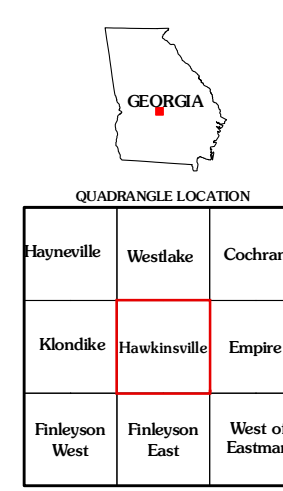 GEORGIA
QUADRANGLE LOCATION
Hayneville Westlake Cochran
Klondike Hawkinsville Empire
Finleyson Finleyson West of
West East Eastman